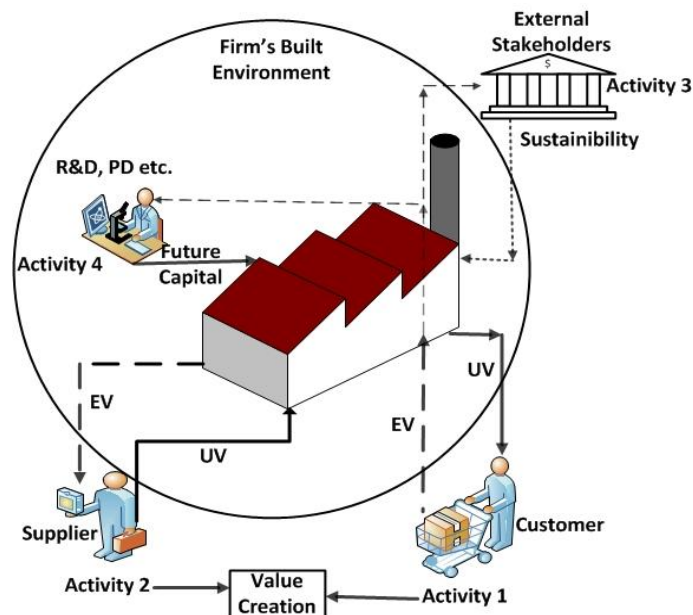 External
Stakeholders
$
Activity 3
Sustainibility
Firm's Built
Environment
R&D, PD etc.
Activity 4
Future
Capital
UV
EV
EV
UV
Supplier
Customer
Activity 2
Value
Creation
Activity 1